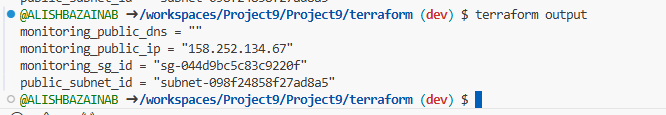 @ALISHBAZAINAB ➜/workspaces/Project9/Project9/terraform (dev) $ terraform output
monitoring_public_dns = ""
monitoring_public_ip = "158.252.134.67"
monitoring_sg_id = "sg-044d9bc5c83c9220f"
public_subnet_id = "subnet-098f24858f27ad8a5"
@ALISHBAZAINAB ➜/workspaces/Project9/Project9/terraform (dev) $